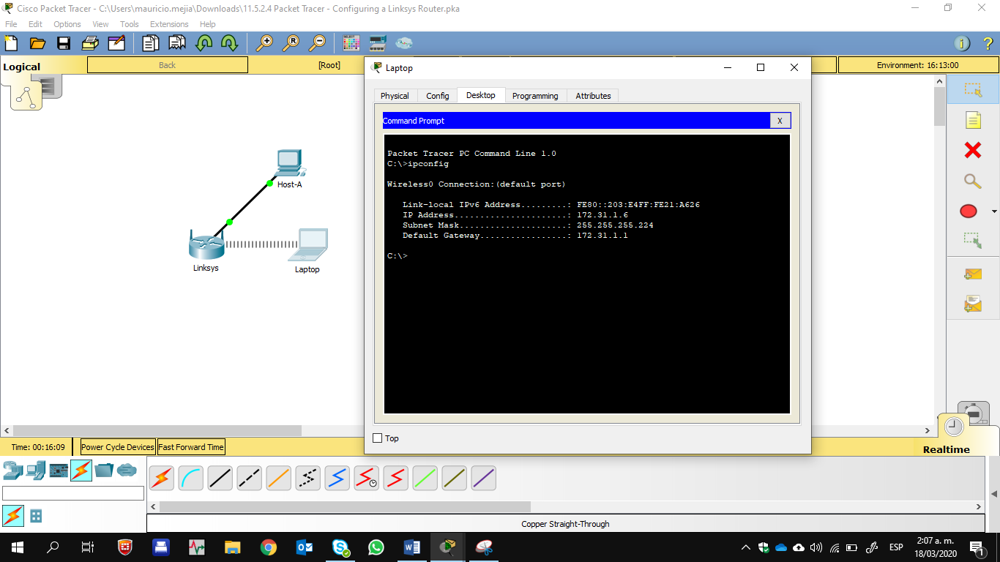 Cisco Packet Tracer - C:\Users\mauricio.mejia\Downloads\11.5.2.4 Packet Tracer - Configuring a Linksys Router.pka
File Edit Options View Tools Extensions Help
Logical
Back
[Root]
Environment: 16:13:00
Host-A
Linksys
Laptop
Laptop
Physical Config Desktop Programming Attributes
Command Prompt
X
Packet Tracer PC Command Line 1.0
C:\>ipconfig
Wireless0 Connection:(default port)
Link-local IPv6 Address.........: FE80::203:E4FF:FE21:A626
IP Address......................: 172.31.1.6
Subnet Mask.....................: 255.255.255.224
Default Gateway.................: 172.31.1.1
C:\>
Top
Time: 00:16:09
Power Cycle Devices
Fast Forward Time
Realtime
Copper Straight-Through
ESP
2:07 a. m.
18/03/2020
1